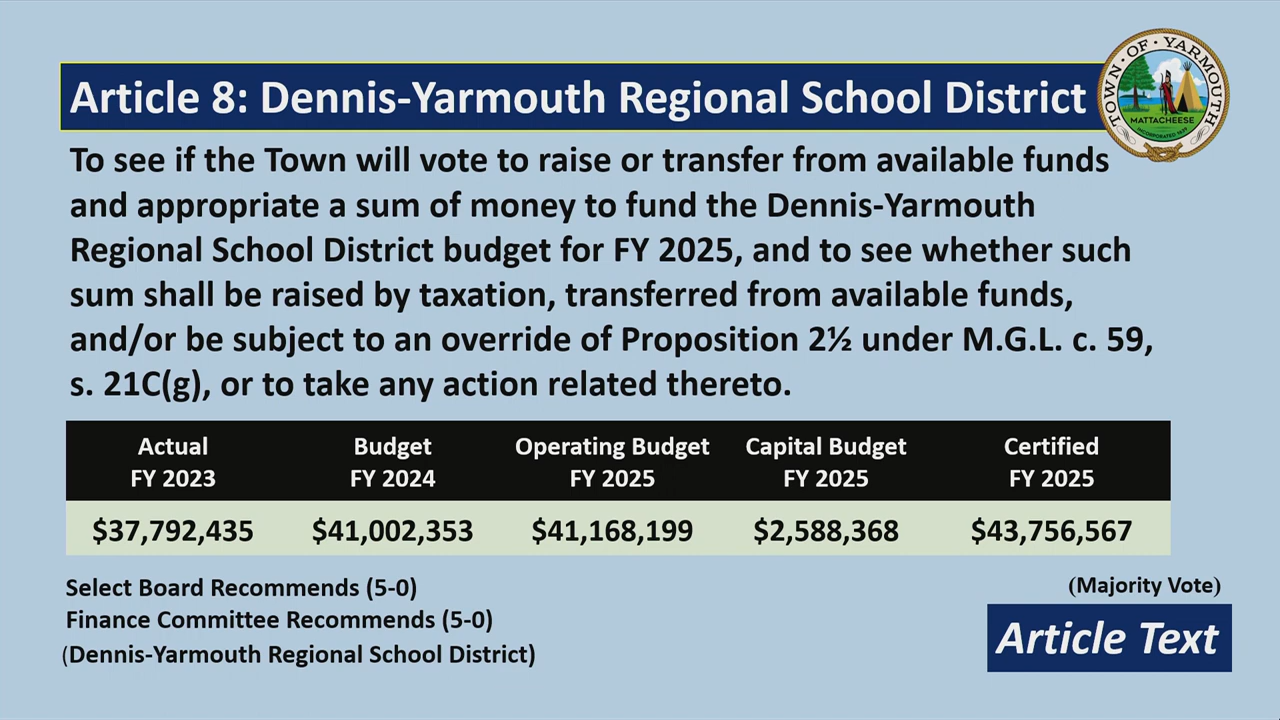 Article 8: Dennis-Yarmouth Regional School District
TOWN · OF · YARMOUTH
MATTACHEESE
INCORPORATED 1639
To see if the Town will vote to raise or transfer from available funds
and appropriate a sum of money to fund the Dennis-Yarmouth
Regional School District budget for FY 2025, and to see whether such
sum shall be raised by taxation, transferred from available funds,
and/or be subject to an override of Proposition 2½ under M.G.L. c. 59,
s. 21C(g), or to take any action related thereto.
Actual Budget Operating Budget Capital Budget Certified
FY 2023 FY 2024 FY 2025 FY 2025 FY 2025
$37,792,435 $41,002,353 $41,168,199 $2,588,368 $43,756,567
Select Board Recommends (5-0)
(Majority Vote)
Finance Committee Recommends (5-0)
Article Text
(Dennis-Yarmouth Regional School District)